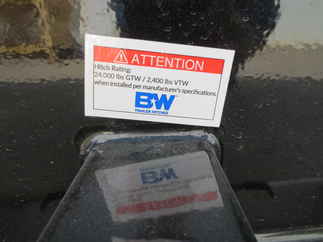 ATTENTION
Hitch Rating:
24,000 lbs GTW / 2,400 lbs VTW
when installed per manufacturer's specifications
B&W
TRAILER HITCHES